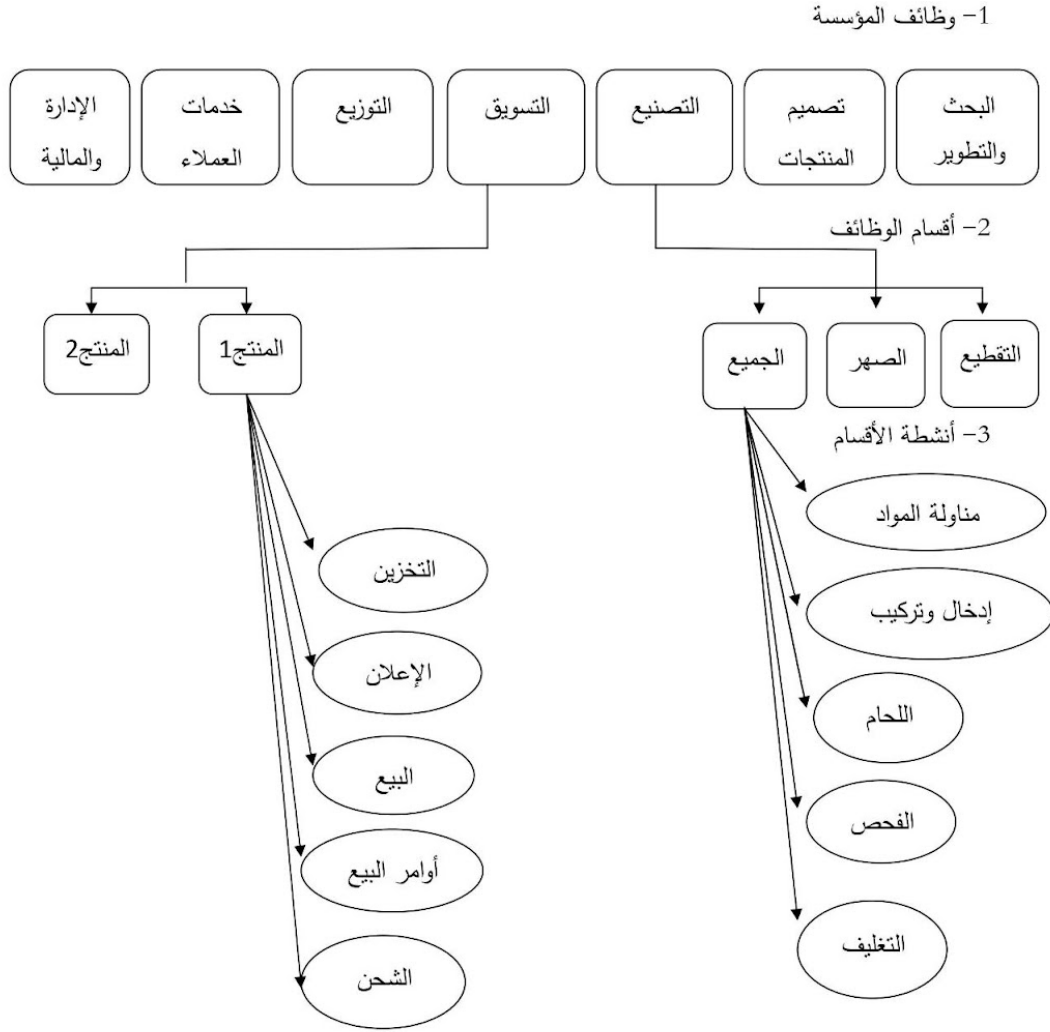 1- وظائف المؤسسة
البحث
والتطوير
تصميم
المنتجات
التصنيع
التسويق
التوزيع
خدمات
العملاء
الإدارة
والمالية
2- أقسام الوظائف
التقطيع
الصهر
الجميع
المنتج1
المنتج2
3- أنشطة الأقسام
مناولة المواد
إدخال وتركيب
اللحام
الفحص
التغليف
التخزين
الإعلان
البيع
أوامر البيع
الشحن